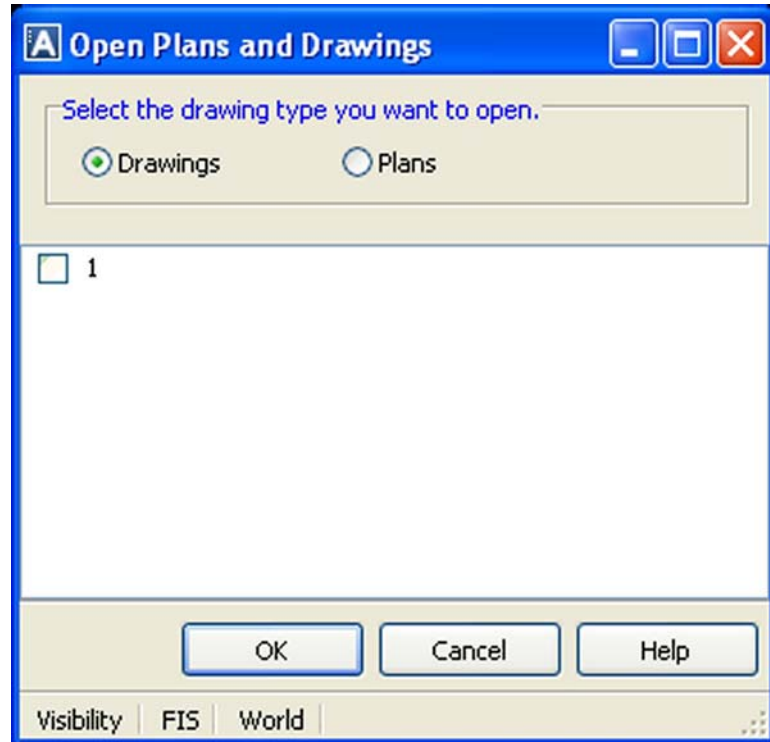 A Open Plans and Drawings
Select the drawing type you want to open.
Drawings Plans
1
OK Cancel Help
Visibility FIS World